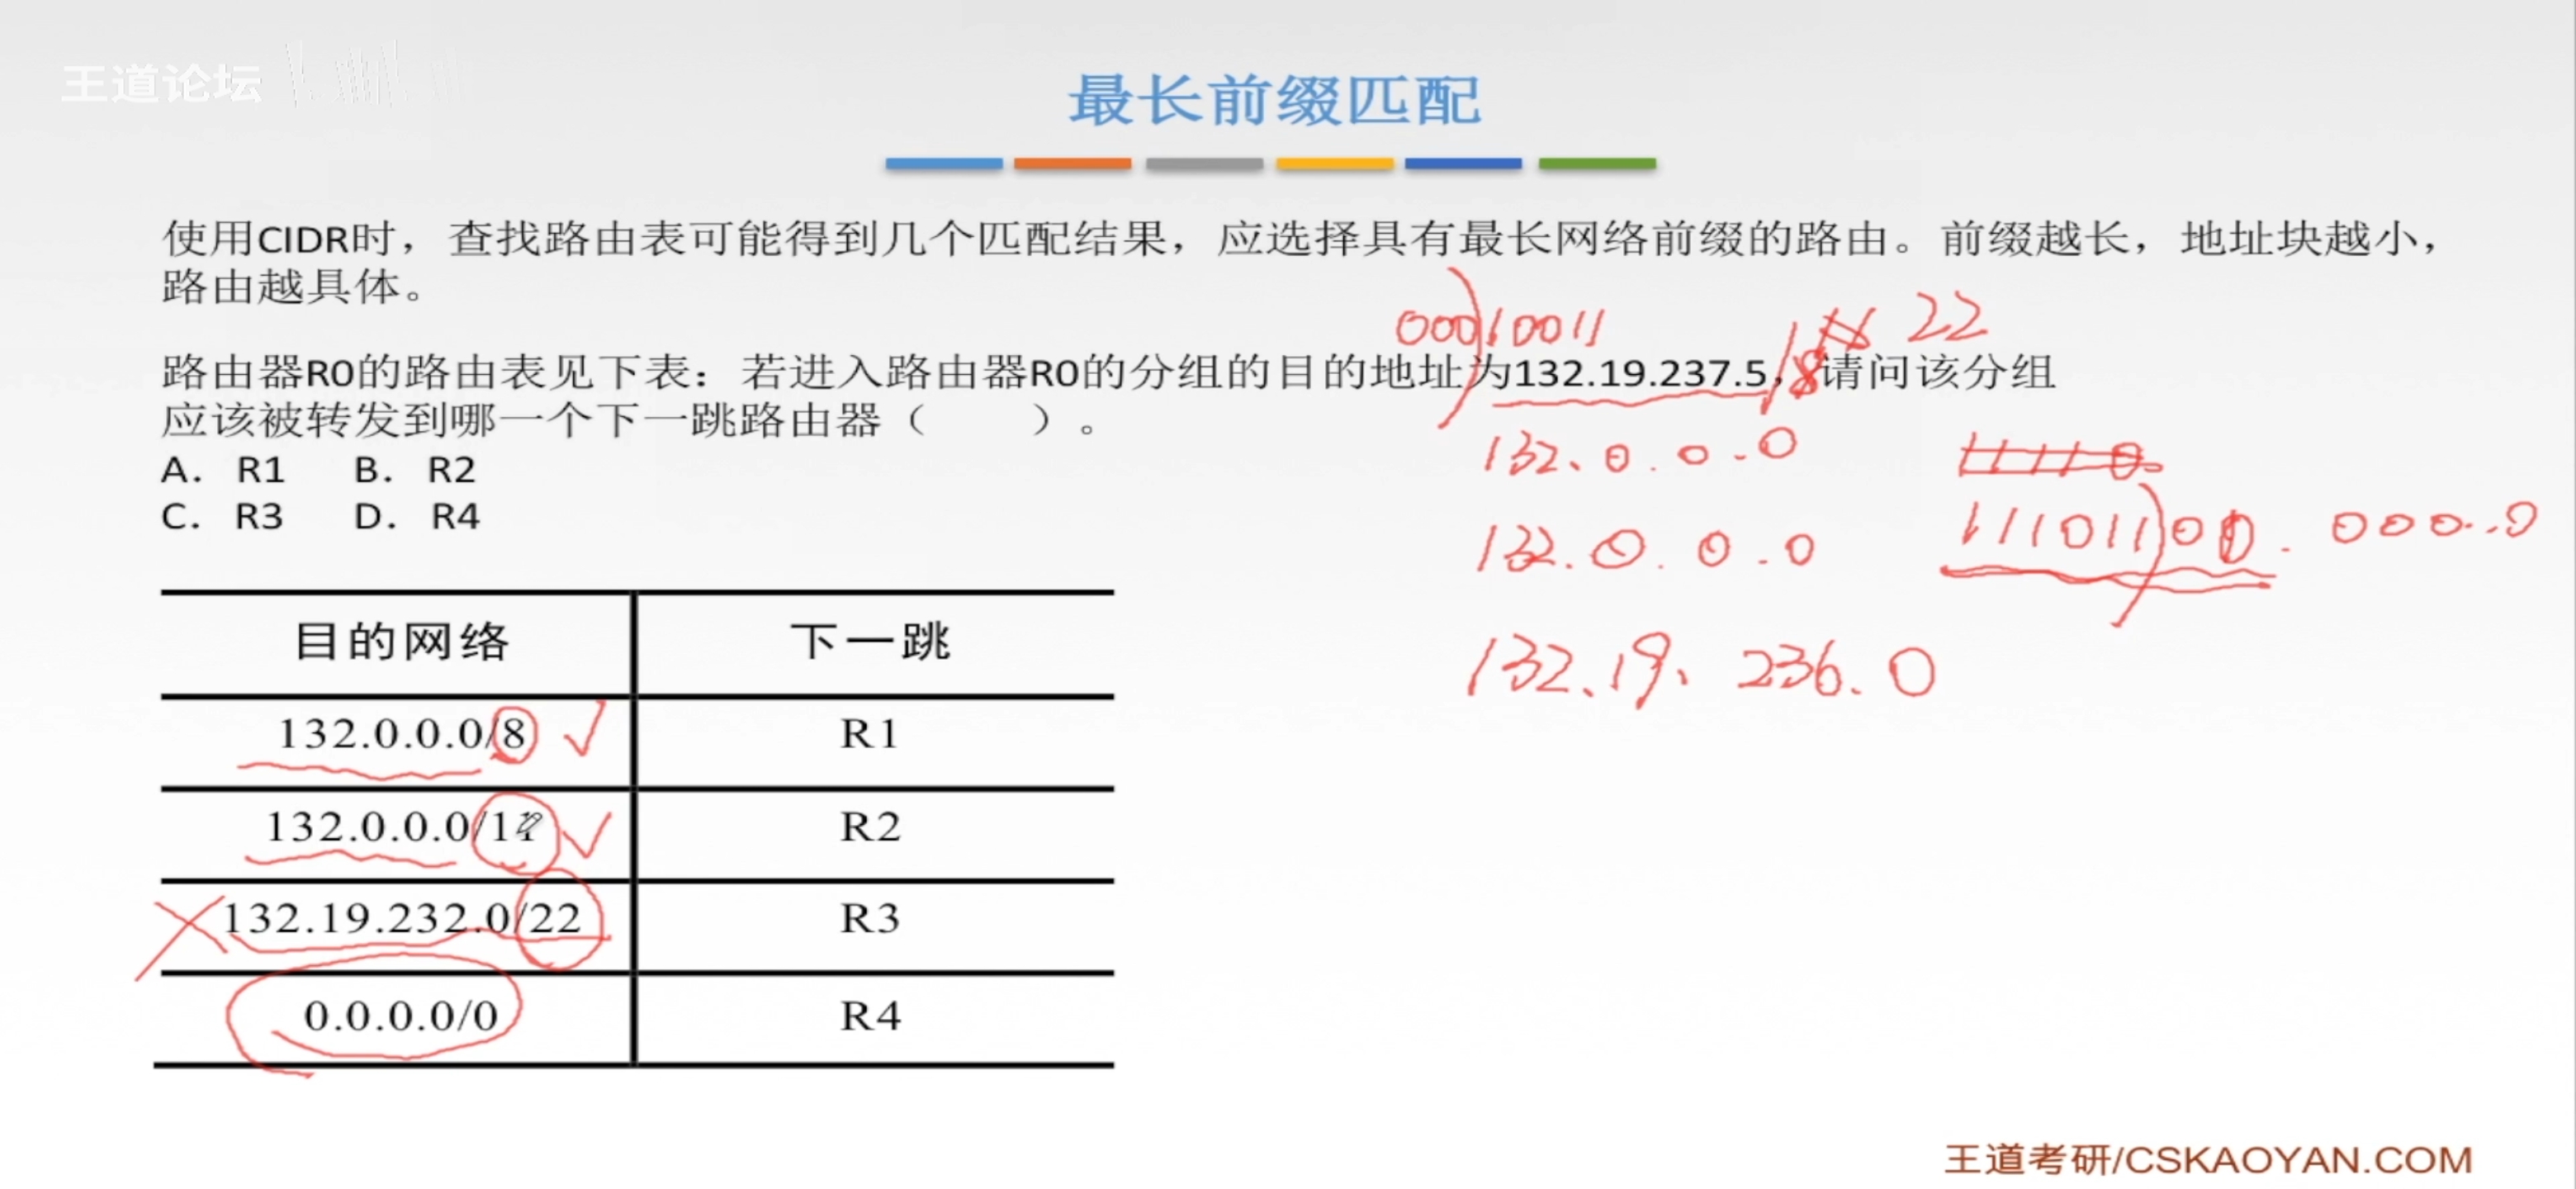 王道论坛
最长前缀匹配
使用CIDR时，查找路由表可能得到几个匹配结果，应选择具有最长网络前缀的路由。前缀越长，地址块越小，
路由越具体。
00010011
22
路由器R0的路由表见下表：若进入路由器R0的分组的目的地址为132.19.237.5，/8 请问该分组
应该被转发到哪一个下一跳路由器（　　）。
132.0.0.0
A. R1 B. R2
C. R3 D. R4
132.0.0.0
11101100.000..0
目的网络 下一跳
132.19.236.0
132.0.0.0/8 R1
132.0.0.0/11 R2
132.19.232.0/22 R3
0.0.0.0/0 R4
王道考研/CSKAOYAN.COM